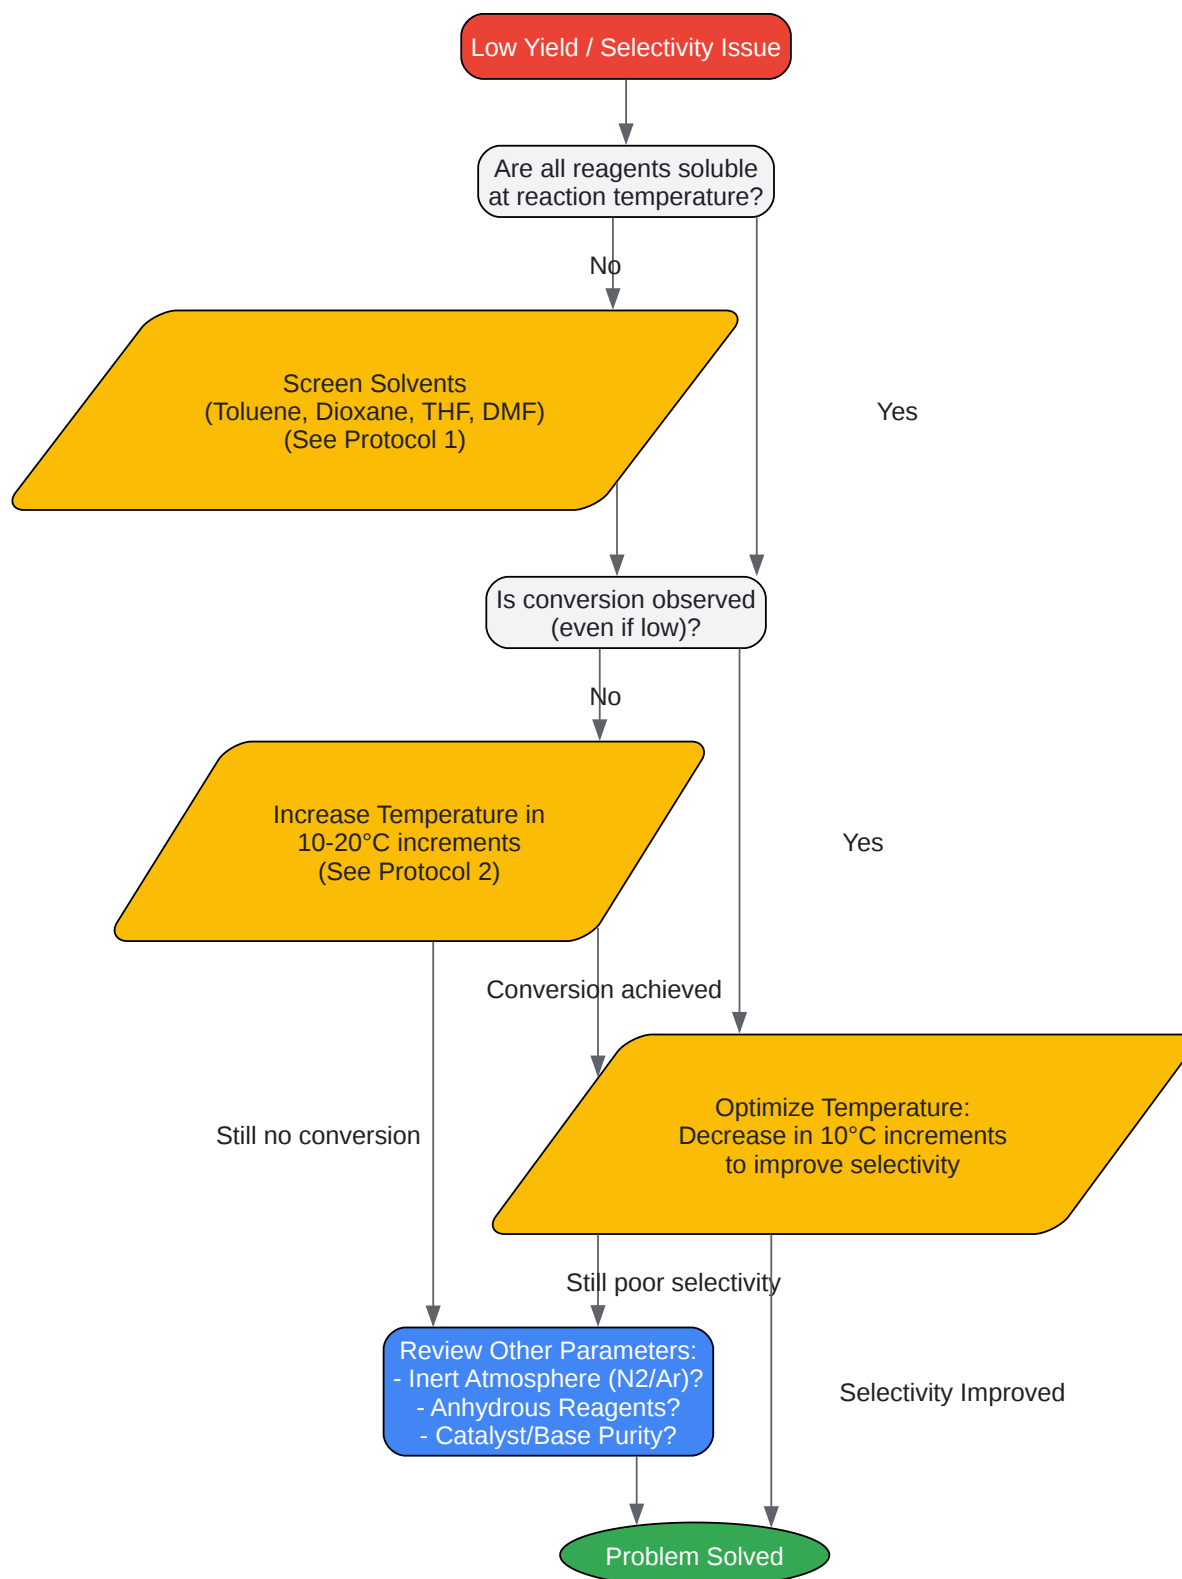 Low Yield / Selectivity Issue
Are all reagents soluble
at reaction temperature?
No
Screen Solvents
(Toluene, Dioxane, THF, DMF)
(See Protocol 1)
Yes
Is conversion observed
(even if low)?
No
Increase Temperature in
10-20°C increments
(See Protocol 2)
Yes
Conversion achieved
Optimize Temperature:
Decrease in 10°C increments
to improve selectivity
Still no conversion
Still poor selectivity
Review Other Parameters:
- Inert Atmosphere (N2/Ar)?
- Anhydrous Reagents?
- Catalyst/Base Purity?
Selectivity Improved
Problem Solved